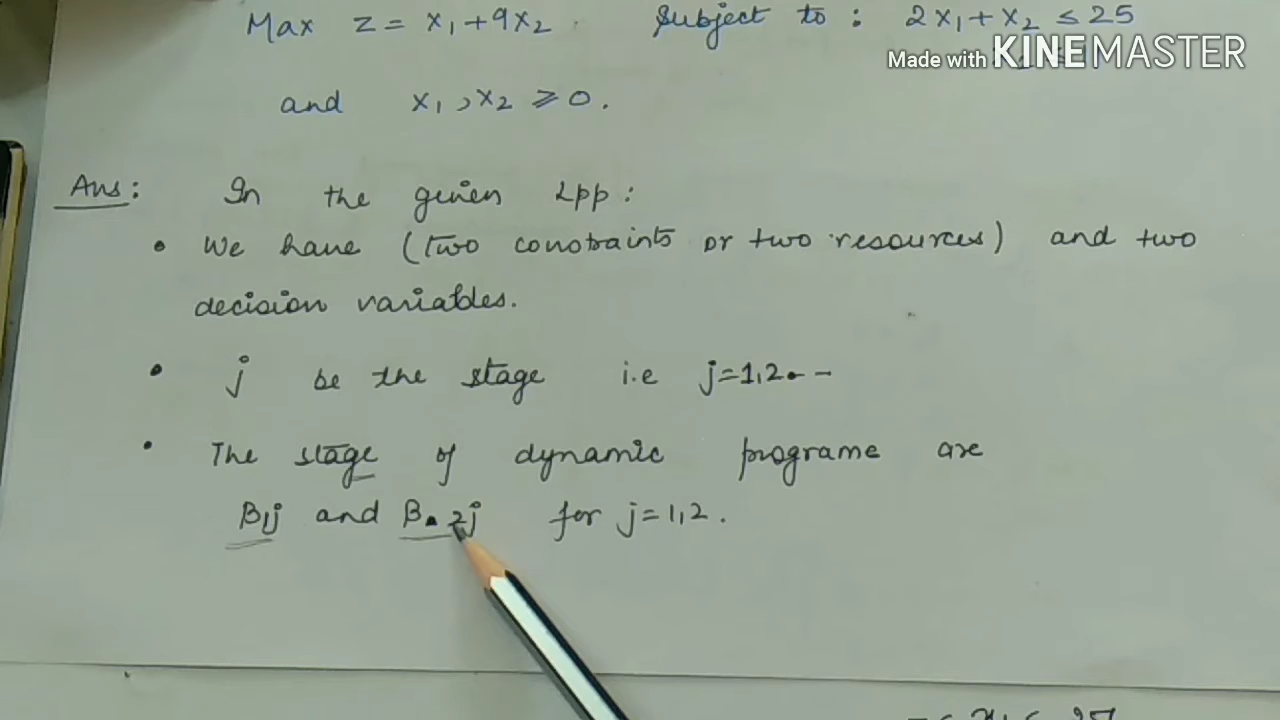 Max Z = x1 + 9x2 Subject to : 2x1 + x2 ≤ 25
Made with KINEMASTER
and x1, x2 ≥ 0.
Ans: In the given Lpp:
• We have (two constraints or two resources) and two
decision variables.
• j be the stage i.e j=1,2 --
• The stage of dynamic programe are
B1j and B 2j for j=1,2.